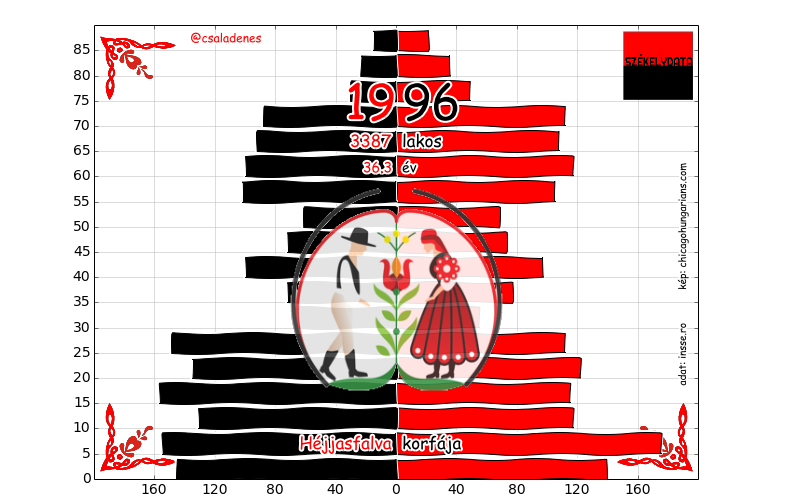 @csaladenes
SZÉKELYDATA
1996
3387 lakos
36.3 év
kép: chicagohungarians.com
adat: insse.ro
Héjjasfalva korfája
85
80
75
70
65
60
55
50
45
40
35
30
25
20
15
10
5
0
160 120 80 40 0 40 80 120 160